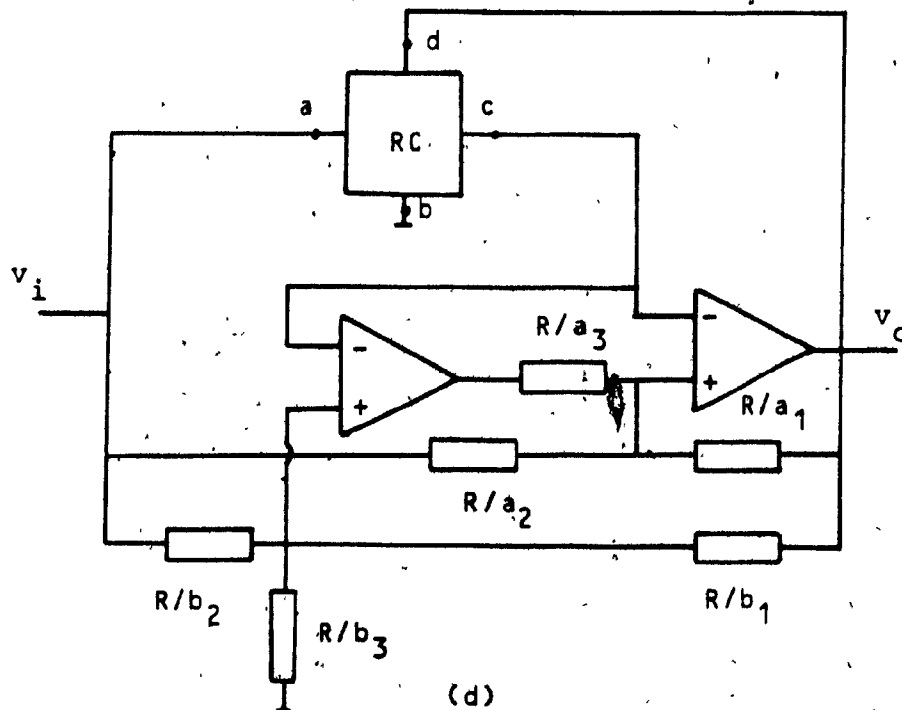 d
a
c
RC
b
v_i
R/a_3
V_o
R/a_1
R/a_2
R/b_2
R/b_1
R/b_3
(d)
- + - +